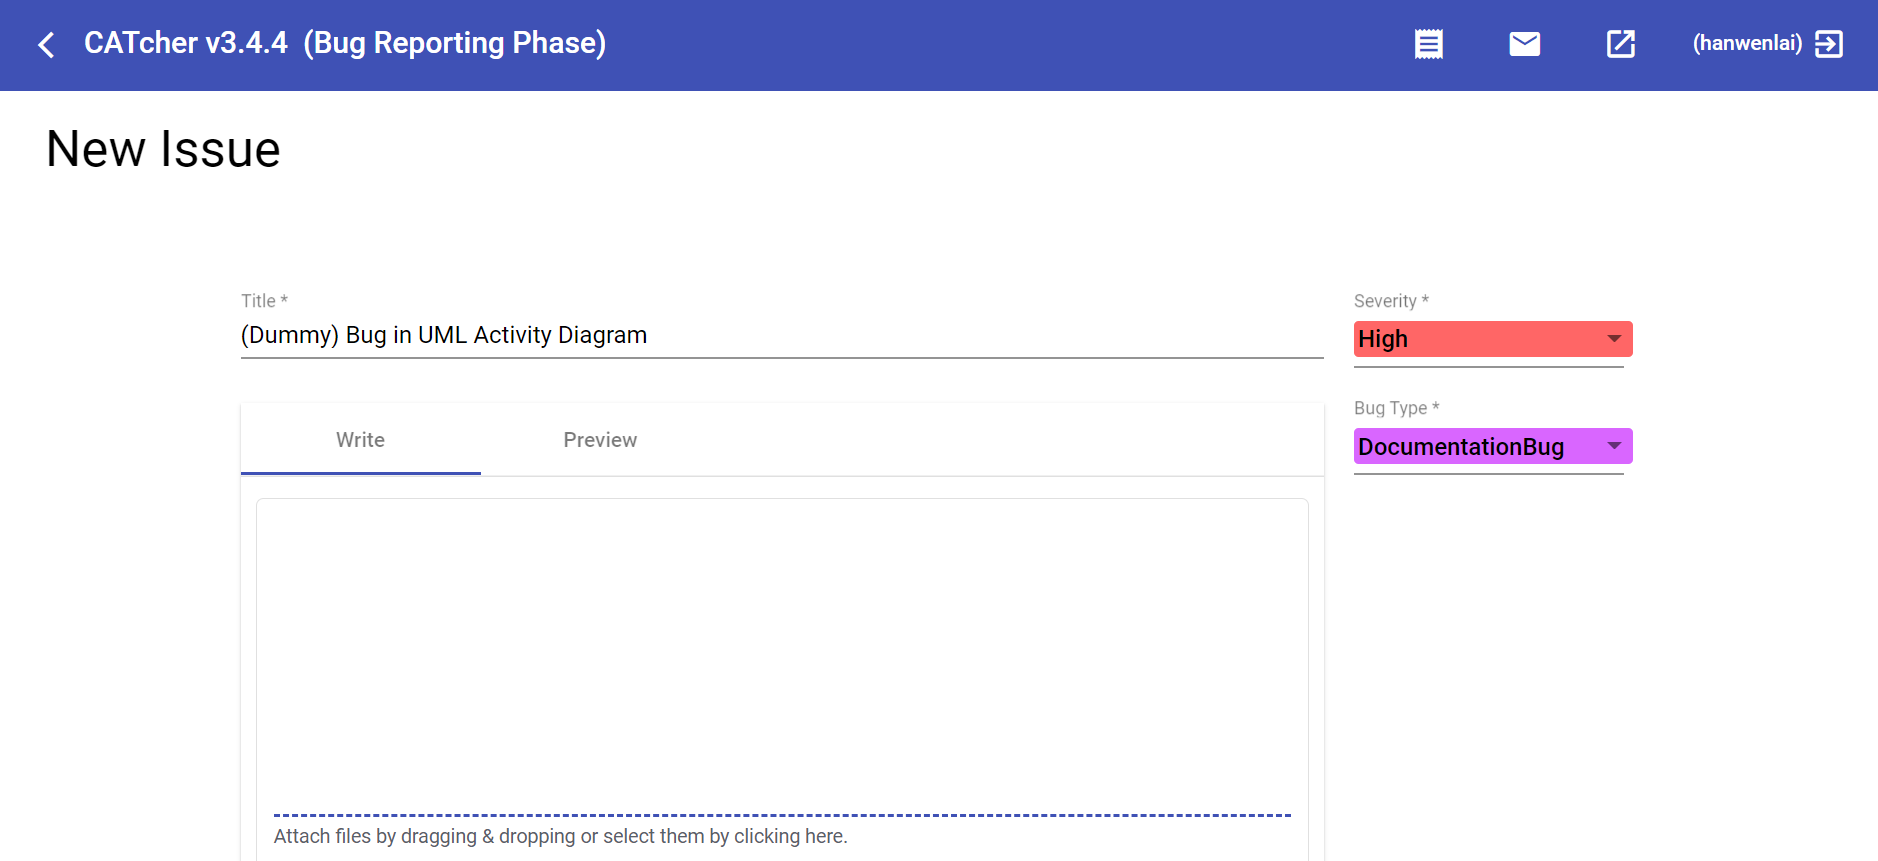 CATcher v3.4.4 (Bug Reporting Phase)
(hanwenlai)
New Issue
Title *
(Dummy) Bug in UML Activity Diagram
Severity *
High
Bug Type *
DocumentationBug
Write Preview
Attach files by dragging & dropping or select them by clicking here.